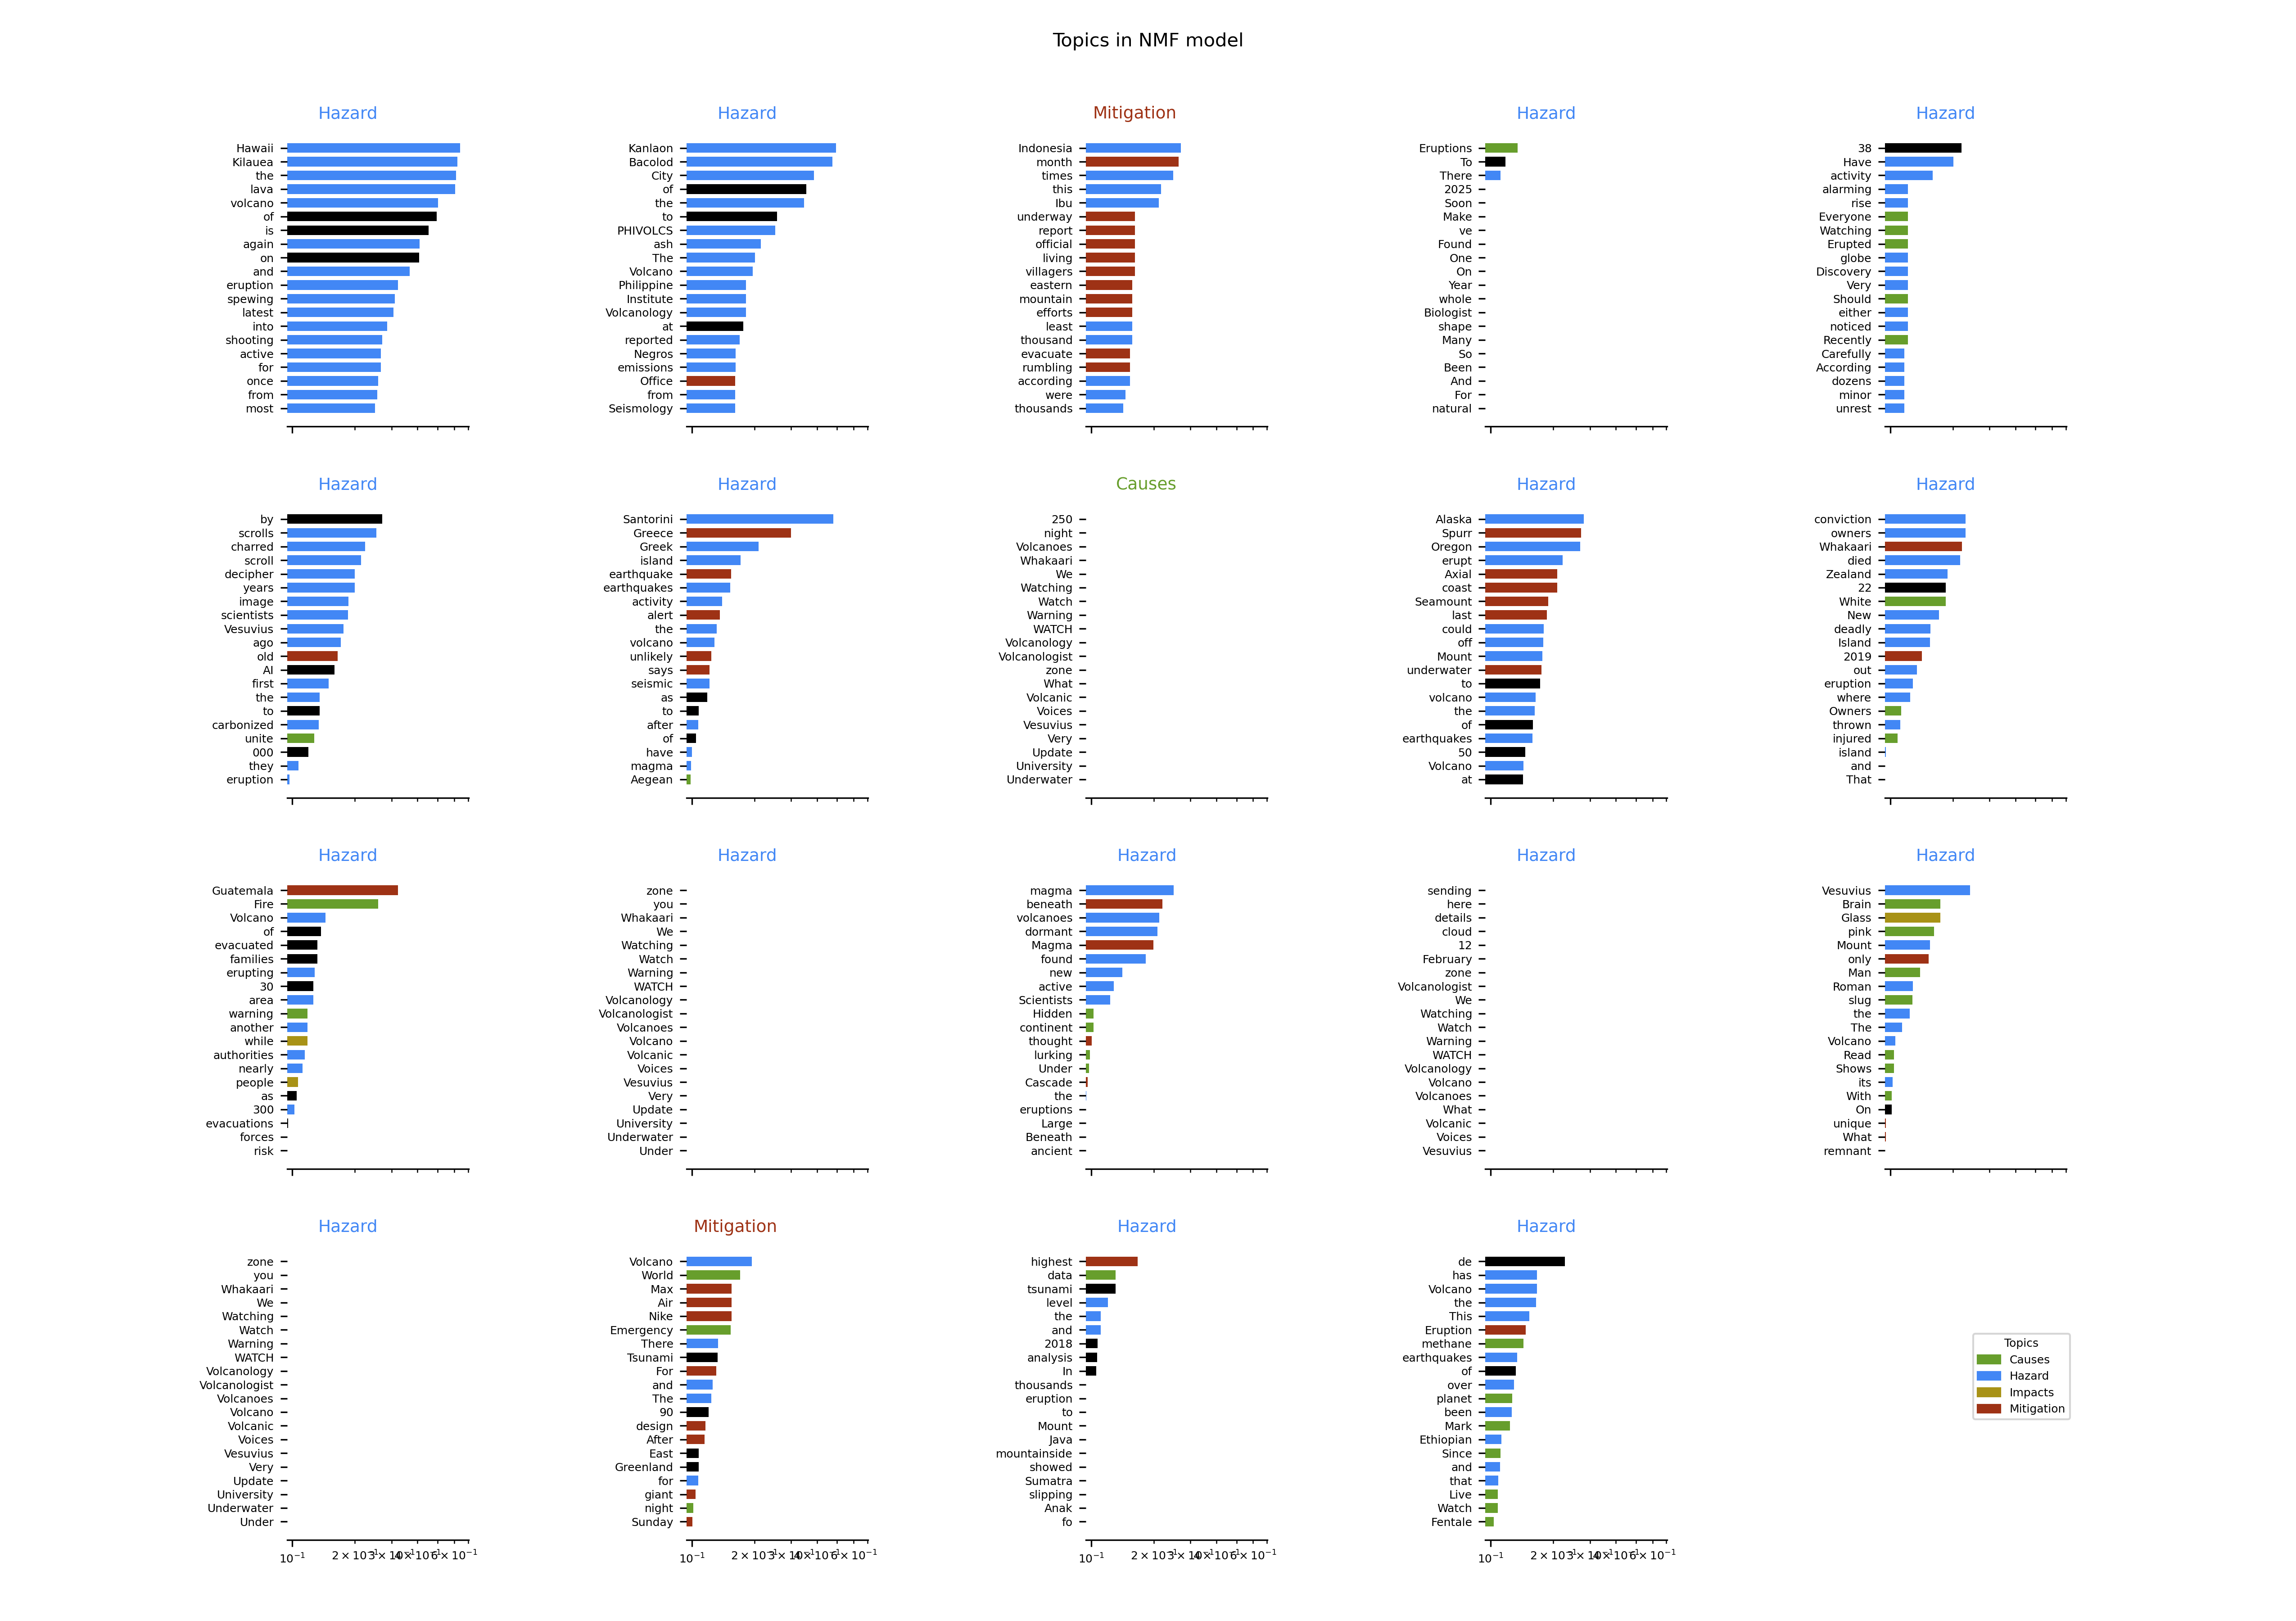 Topics in NMF model
Hazard
Hawaii
Kilauea
the
lava
volcano
of
is
again
on
and
eruption
spewing
latest
into
shooting
active
for
once
from
most
Hazard
Kanlaon
Bacolod
City
of
the
to
PHIVOLCS
ash
The
Volcano
Philippine
Institute
Volcanology
at
reported
Negros
emissions
Office
from
Seismology
Mitigation
Indonesia
month
times
this
Ibu
underway
report
official
living
villagers
eastern
mountain
efforts
least
thousand
evacuate
rumbling
according
were
thousands
Hazard
Eruptions
To
There
2025
Soon
Make
ve
Found
One
On
Year
whole
Biologist
shape
Many
So
Been
And
For
natural
Hazard
38
Have
activity
alarming
rise
Everyone
Watching
Erupted
globe
Discovery
Very
Should
either
noticed
Recently
Carefully
According
dozens
minor
unrest
Hazard
by
scrolls
charred
scroll
decipher
years
image
scientists
Vesuvius
ago
old
AI
first
the
to
carbonized
unite
000
they
eruption
Hazard
Santorini
Greece
Greek
island
earthquake
earthquakes
activity
alert
the
volcano
unlikely
says
seismic
as
to
after
of
have
magma
Aegean
Causes
250
night
Volcanoes
Whakaari
We
Watching
Watch
Warning
WATCH
Volcanology
Volcanologist
zone
What
Volcanic
Voices
Vesuvius
Very
Update
University
Underwater
Hazard
Alaska
Spurr
Oregon
erupt
Axial
coast
Seamount
last
could
off
Mount
underwater
to
volcano
the
of
earthquakes
50
Volcano
at
Hazard
conviction
owners
Whakaari
died
Zealand
22
White
New
deadly
Island
2019
out
eruption
where
Owners
thrown
injured
island
and
That
Hazard
Guatemala
Fire
Volcano
of
evacuated
families
erupting
30
area
warning
another
while
authorities
nearly
people
as
300
evacuations
forces
risk
Hazard
zone
you
Whakaari
We
Watching
Watch
Warning
WATCH
Volcanology
Volcanologist
Volcanoes
Volcano
Volcanic
Voices
Vesuvius
Very
Update
University
Underwater
Under
Hazard
magma
beneath
volcanoes
dormant
Magma
found
new
active
Scientists
Hidden
continent
thought
lurking
Under
Cascade
the
eruptions
Large
Beneath
ancient
Hazard
sending
here
details
cloud
12
February
zone
Volcanologist
We
Watching
Watch
Warning
WATCH
Volcanology
Volcano
Volcanoes
What
Volcanic
Voices
Vesuvius
Hazard
Vesuvius
Brain
Glass
pink
Mount
only
Man
Roman
slug
the
The
Volcano
Read
Shows
its
With
On
unique
What
remnant
Hazard
zone
you
Whakaari
We
Watching
Watch
Warning
WATCH
Volcanology
Volcanologist
Volcanoes
Volcano
Volcanic
Voices
Vesuvius
Very
Update
University
Underwater
Under
10⁻¹
Mitigation
Volcano
World
Max
Air
Nike
Emergency
There
Tsunami
For
and
The
90
design
After
East
Greenland
for
giant
night
Sunday
10⁻¹
Hazard
highest
data
tsunami
level
the
and
2018
analysis
In
thousands
eruption
to
Mount
Java
mountainside
showed
Sumatra
slipping
Anak
fo
10⁻¹
Hazard
de
has
Volcano
the
This
Eruption
methane
earthquakes
of
over
planet
been
Mark
Ethiopian
Since
and
that
Live
Watch
Fentale
10⁻¹
Topics
Causes
Hazard
Impacts
Mitigation